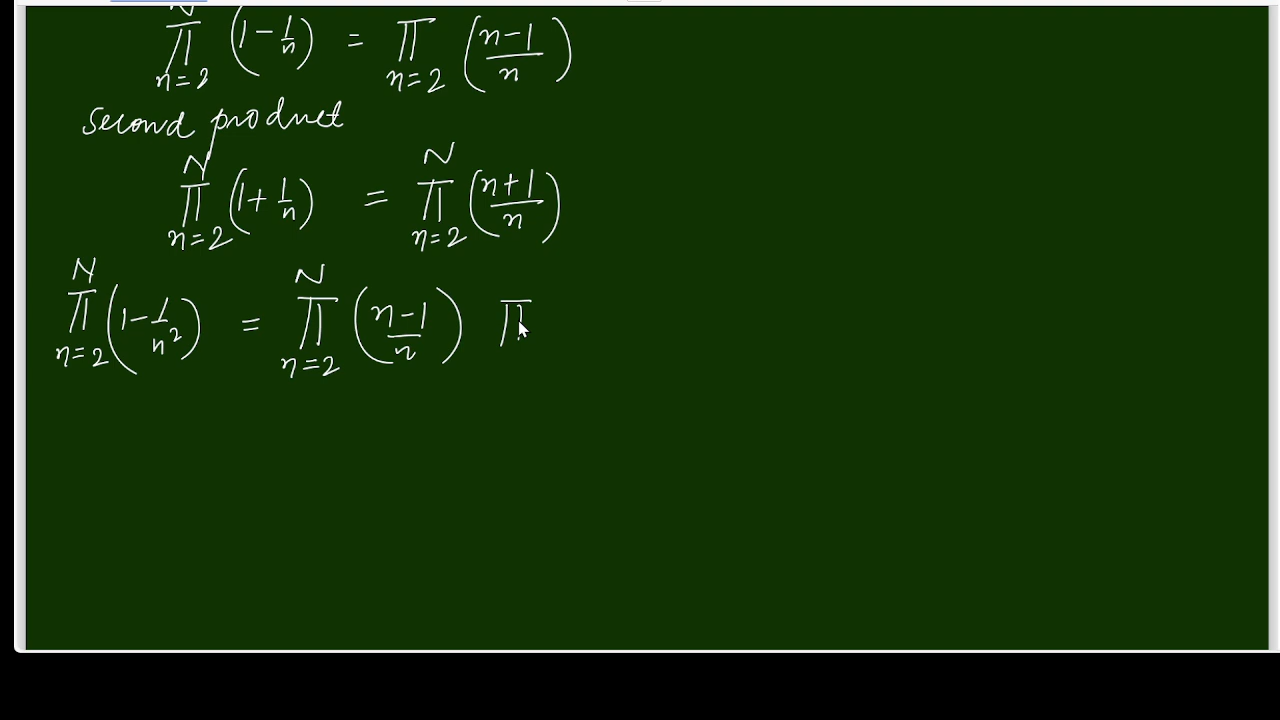 N ∏ n=2 (1 - 1/n) = ∏ n=2 ((n-1)/n)
second product
N ∏ n=2 (1 + 1/n) = N ∏ n=2 ((n+1)/n)
N ∏ n=2 (1 - 1/n²) = N ∏ n=2 ((n-1)/n) ∏